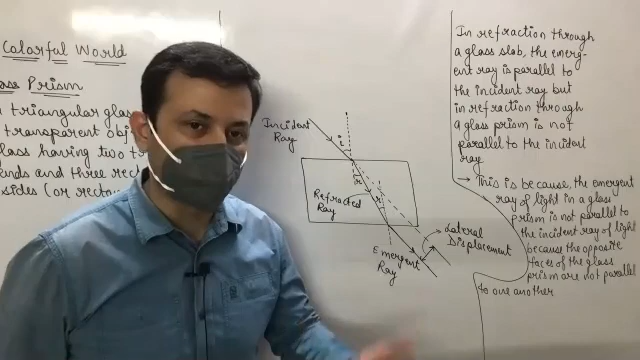 Colorful World
Prism
triangular glas
transparent obj
lass having two t
ends and three rect
sides (or rectan
Incident
Ray
i
r
r
Refracted
Ray
Lateral
Displacement
Emergent
Ray
In refraction through
a glass slab, the emerg-
ent ray is parallel to
the incident ray but
in refraction through
a glass prism is not
parallel to the incident
ray
→ This is be cause, the emergent
ray of light in a glass
prism is not parallel to
the incident ray of light
because the opposite
faces of the glass
prism are not parallel
to one another